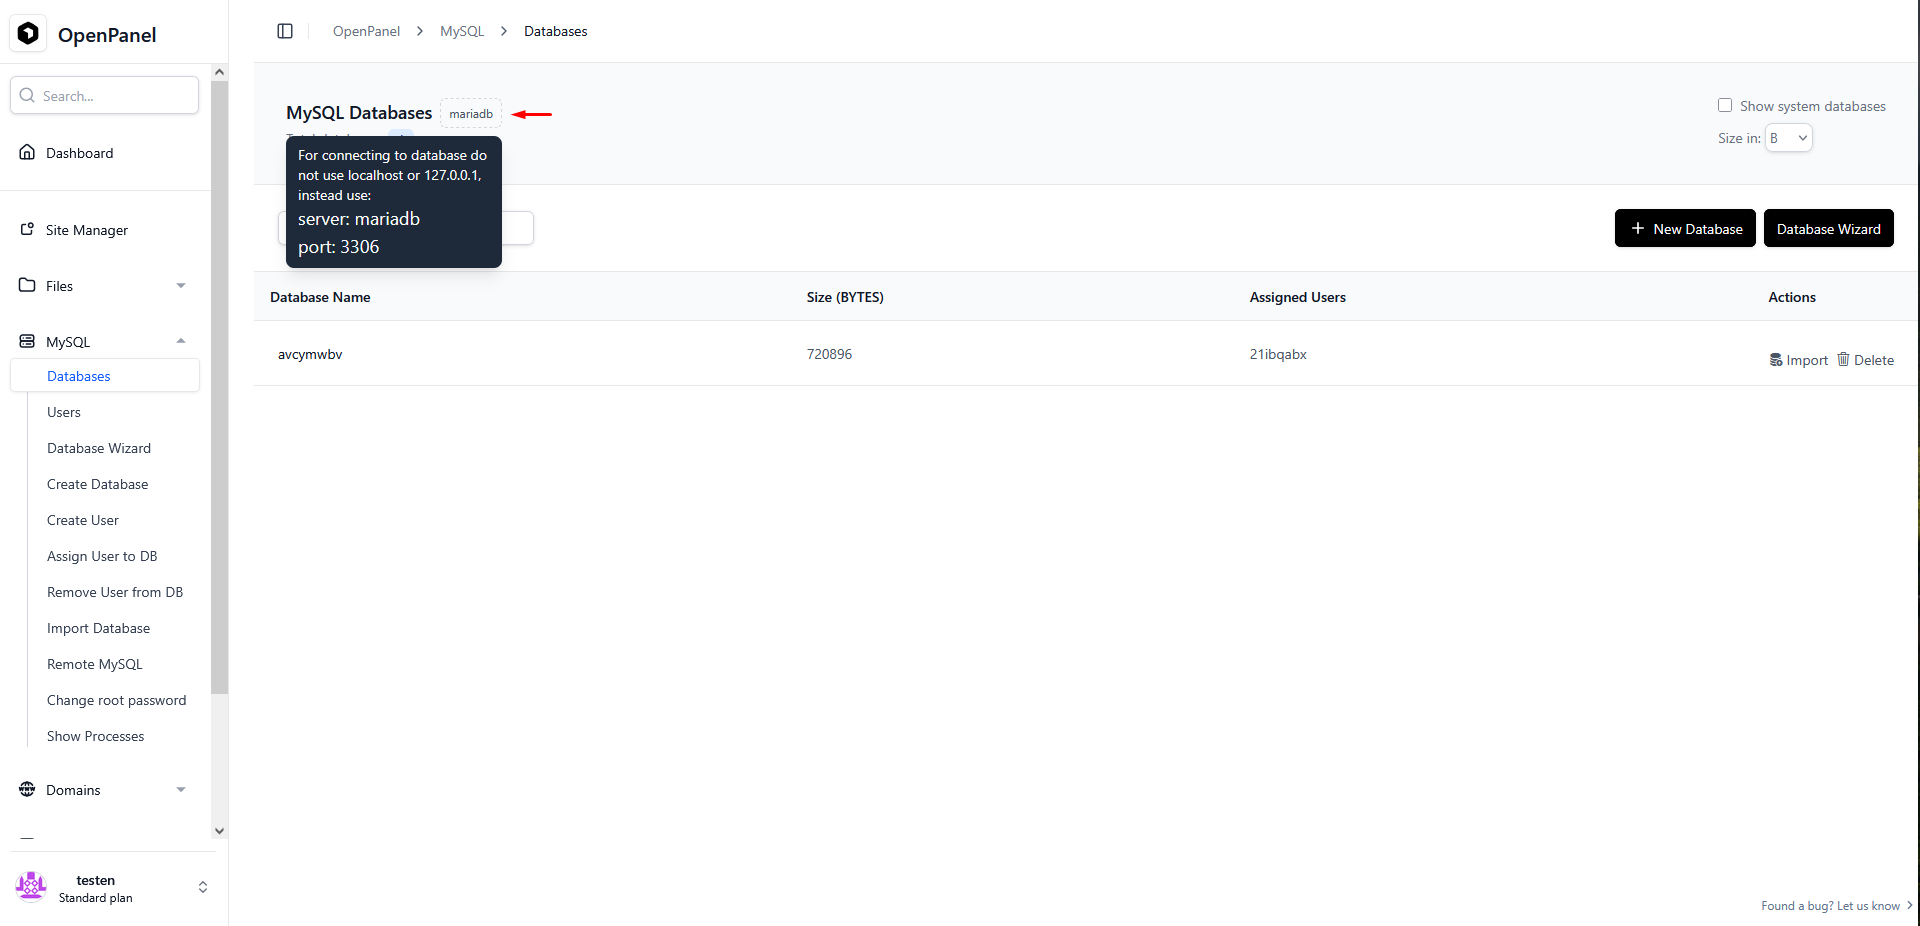 OpenPanel
OpenPanel > MySQL > Databases
Search...
Dashboard
Site Manager
Files
MySQL
Databases
Users
Database Wizard
Create Database
Create User
Assign User to DB
Remove User from DB
Import Database
Remote MySQL
Change root password
Show Processes
Domains
testen
Standard plan
MySQL Databases mariadb
For connecting to database do
not use localhost or 127.0.0.1,
instead use:
server: mariadb
port: 3306
Show system databases
Size in: B
New Database
Database Wizard
Database Name Size (BYTES) Assigned Users Actions
avcymwbv 720896 21ibqabx Import Delete
Found a bug? Let us know